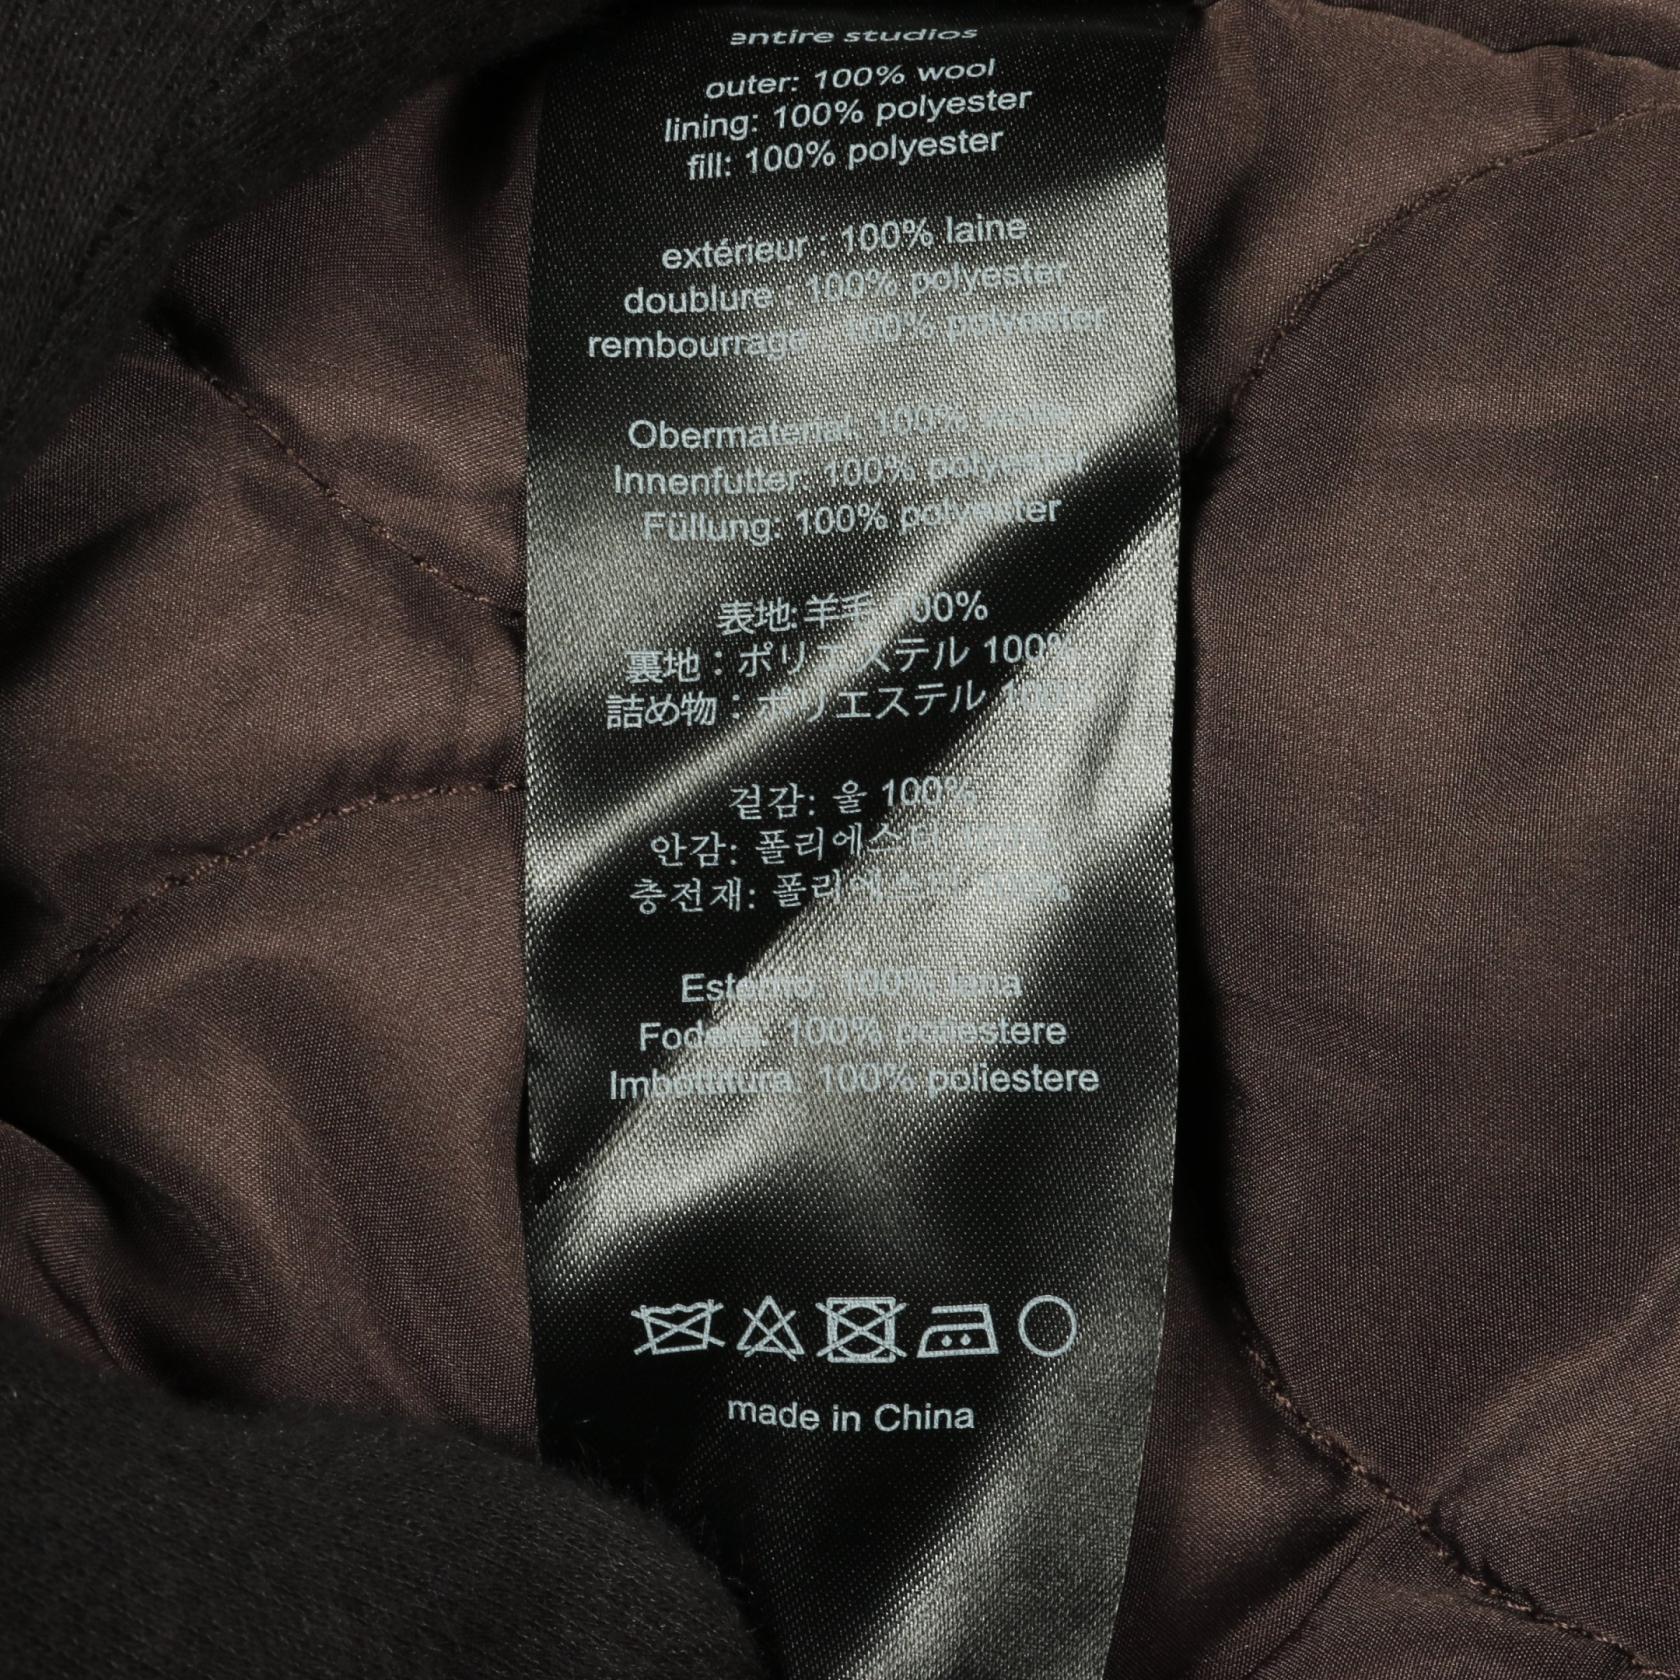 entire studios
outer: 100% wool
lining: 100% polyester
fill: 100% polyester
extérieur : 100% laine
doublure : 100% polyester
rembourrage : 100% polyester
Obermaterial: 100% wolle
Innenfutter: 100% polyester
Füllung: 100% polyester
表地: 羊毛 100%
裏地：ポリエステル 100%
詰め物：ポリエステル 100%
겉감: 울 100%
안감: 폴리에스터 100%
충전재: 폴리에스터 100%
Esterno: 100% lana
Fodera: 100% poliestere
Imbottitura: 100% poliestere
made in China